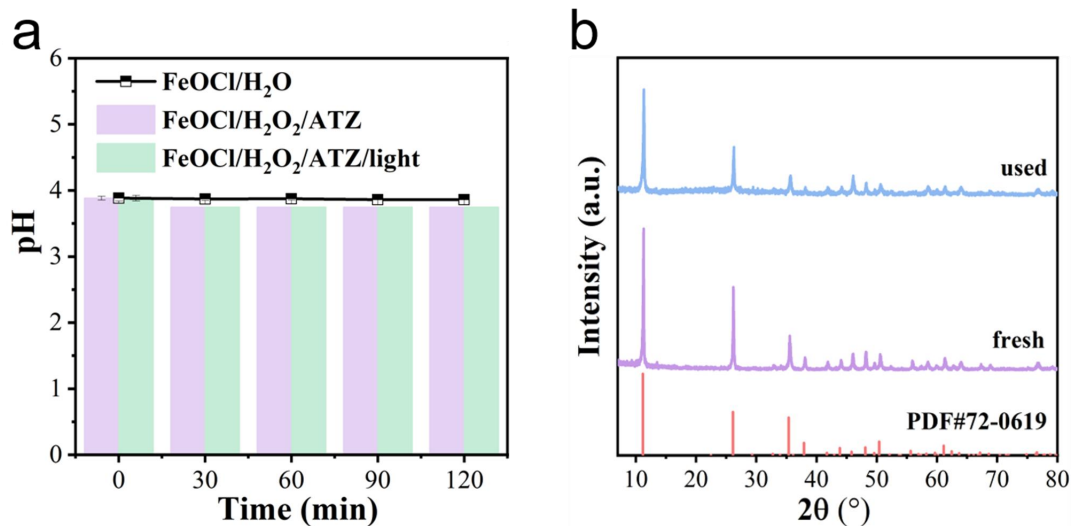 a
6
5
4
3
2
1
0
pH
FeOCl/H₂O
FeOCl/H₂O₂/ATZ
FeOCl/H₂O₂/ATZ/light
0 30 60 90 120
Time (min)
b
Intensity (a.u.)
used
fresh
PDF#72-0619
10 20 30 40 50 60 70 80
2θ (°)